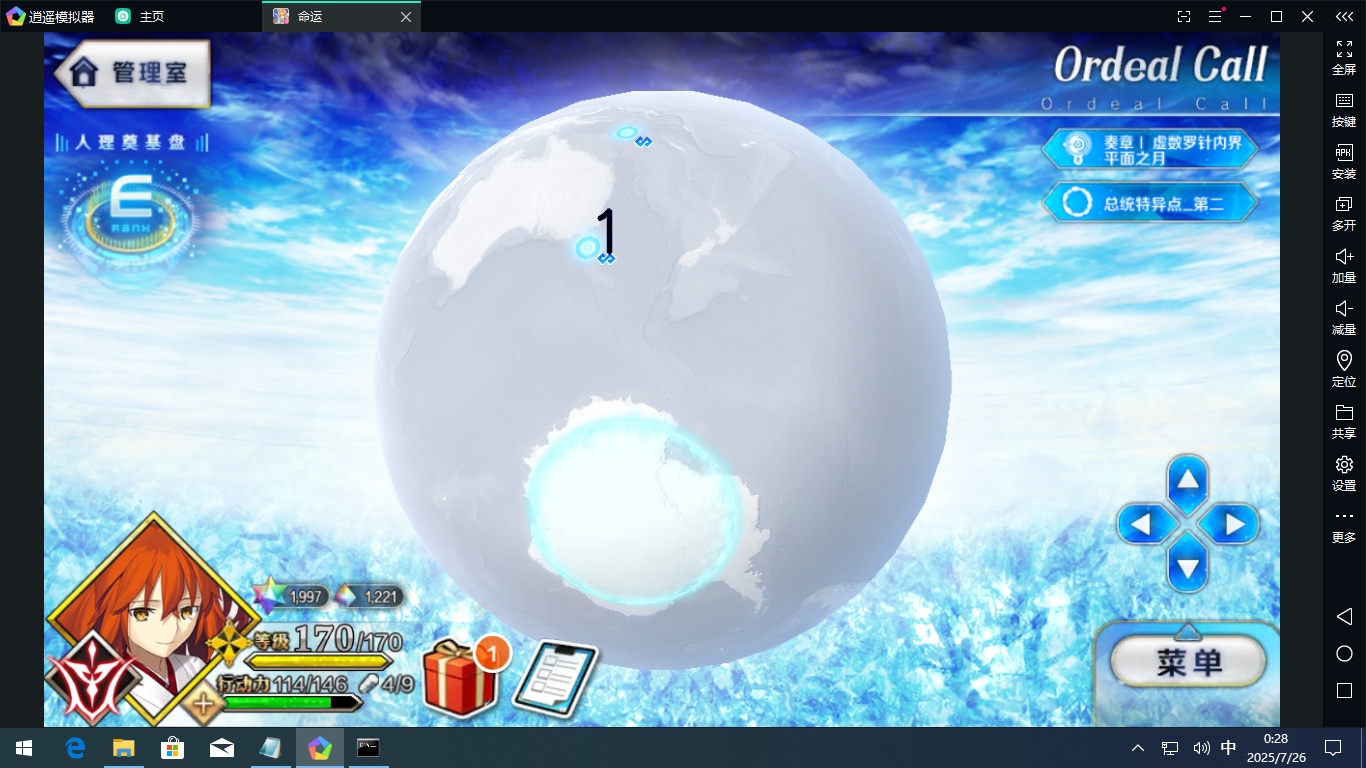 逍遥模拟器
主页
命运
管理室
Ordeal Call
Ordeal Call
人理奠基盘
E
RANK
奏章Ⅰ 虚数罗针内界
平面之月
总统特异点_第二
1
1,997
1,221
等级 170/170
行动力 114/146 4/9
1
菜单
全屏
按键
安装
多开
加量
减量
定位
共享
设置
更多
中
0:28
2025/7/26